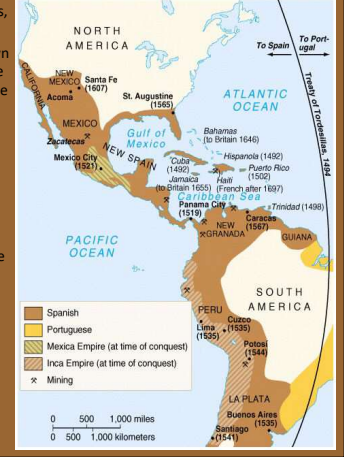 s,
n
e
e
e
NORTH
AMERICA
To Spain
To Port-
ugal
Treaty of Tordesillas, 1494
CALIFORNIA
NEW
MEXICO
Santa Fe
(1607)
Acoma
St. Augustine
(1565)
ATLANTIC
OCEAN
MEXICO
Gulf of
Mexico
Bahamas
(to Britain 1646)
Zacatecas
NEW SPAIN
Mexico City
(1521)
Cuba
(1492)
Hispanola (1492)
Puerto Rico
(1502)
Jamaica
(to Britain 1655)
Haiti
(French after 1697)
Caribbean Sea
Trinidad (1498)
Panama City
(1519)
Caracas
(1567)
NEW
GRANADA
GUIANA
PACIFIC
OCEAN
SOUTH
AMERICA
PERU
Lima
(1535)
Cuzco
(1535)
Potosí
(1544)
LA PLATA
Buenos Aires
(1535)
Santiago
(1541)
Spanish
Portuguese
Mexica Empire (at time of conquest)
Inca Empire (at time of conquest)
Mining
0 500 1,000 miles
0 500 1,000 kilometers